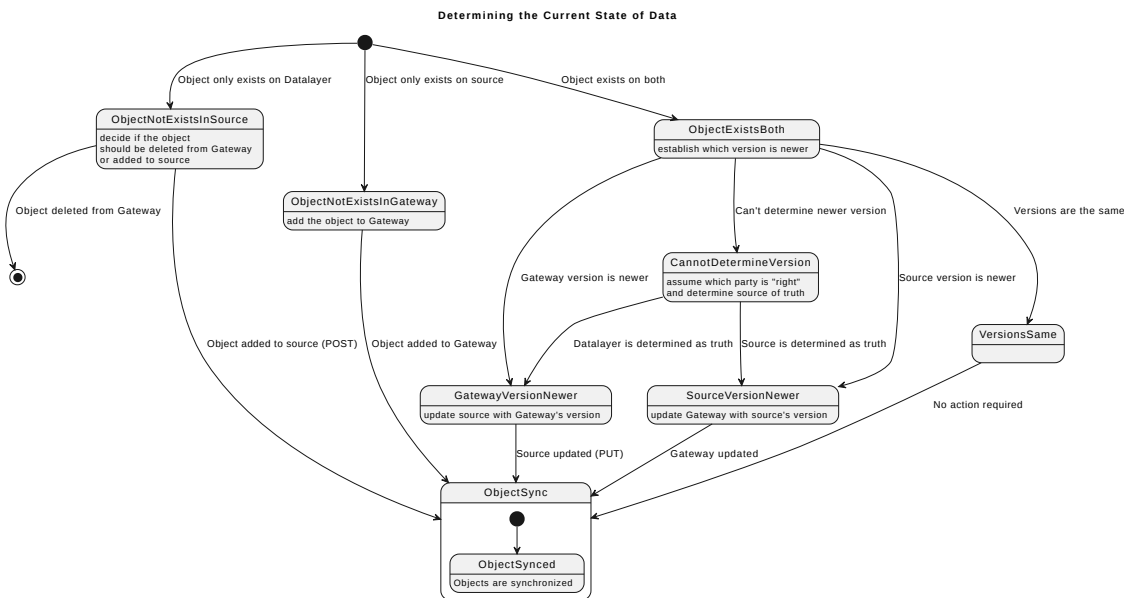 Determining the Current State of Data
Object only exists on Datalayer
Object only exists on source
Object exists on both
ObjectNotExistsInSource
decide if the object
should be deleted from Gateway
or added to source
ObjectExistsBoth
establish which version is newer
ObjectNotExistsInGateway
add the object to Gateway
Object deleted from Gateway
Can't determine newer version
Versions are the same
CannotDetermineVersion
assume which party is "right"
and determine source of truth
Gateway version is newer
Source version is newer
VersionsSame
Object added to source (POST)
Object added to Gateway
Datalayer is determined as truth
Source is determined as truth
GatewayVersionNewer
update source with Gateway's version
SourceVersionNewer
update Gateway with source's version
No action required
Source updated (PUT)
Gateway updated
ObjectSync
ObjectSynced
Objects are synchronized